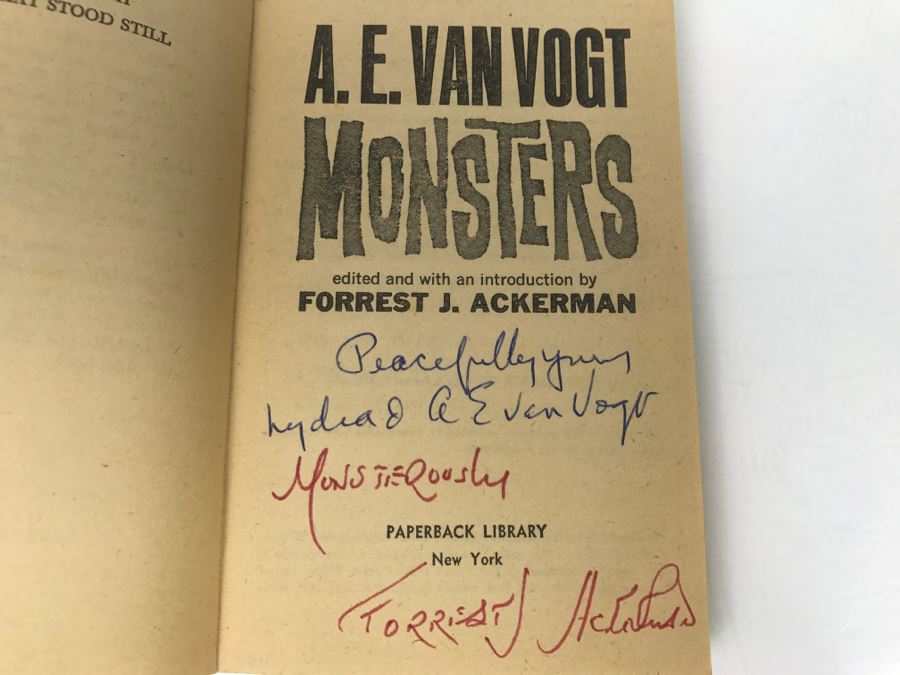 EAT STOOD STILL
A. E. VAN VOGT
MONSTERS
edited and with an introduction by
FORREST J. ACKERMAN
Peacefully yours
Lydia & A E van Vogt
MONSTEROUSLY
PAPERBACK LIBRARY
New York
FORREST J ACKERMAN